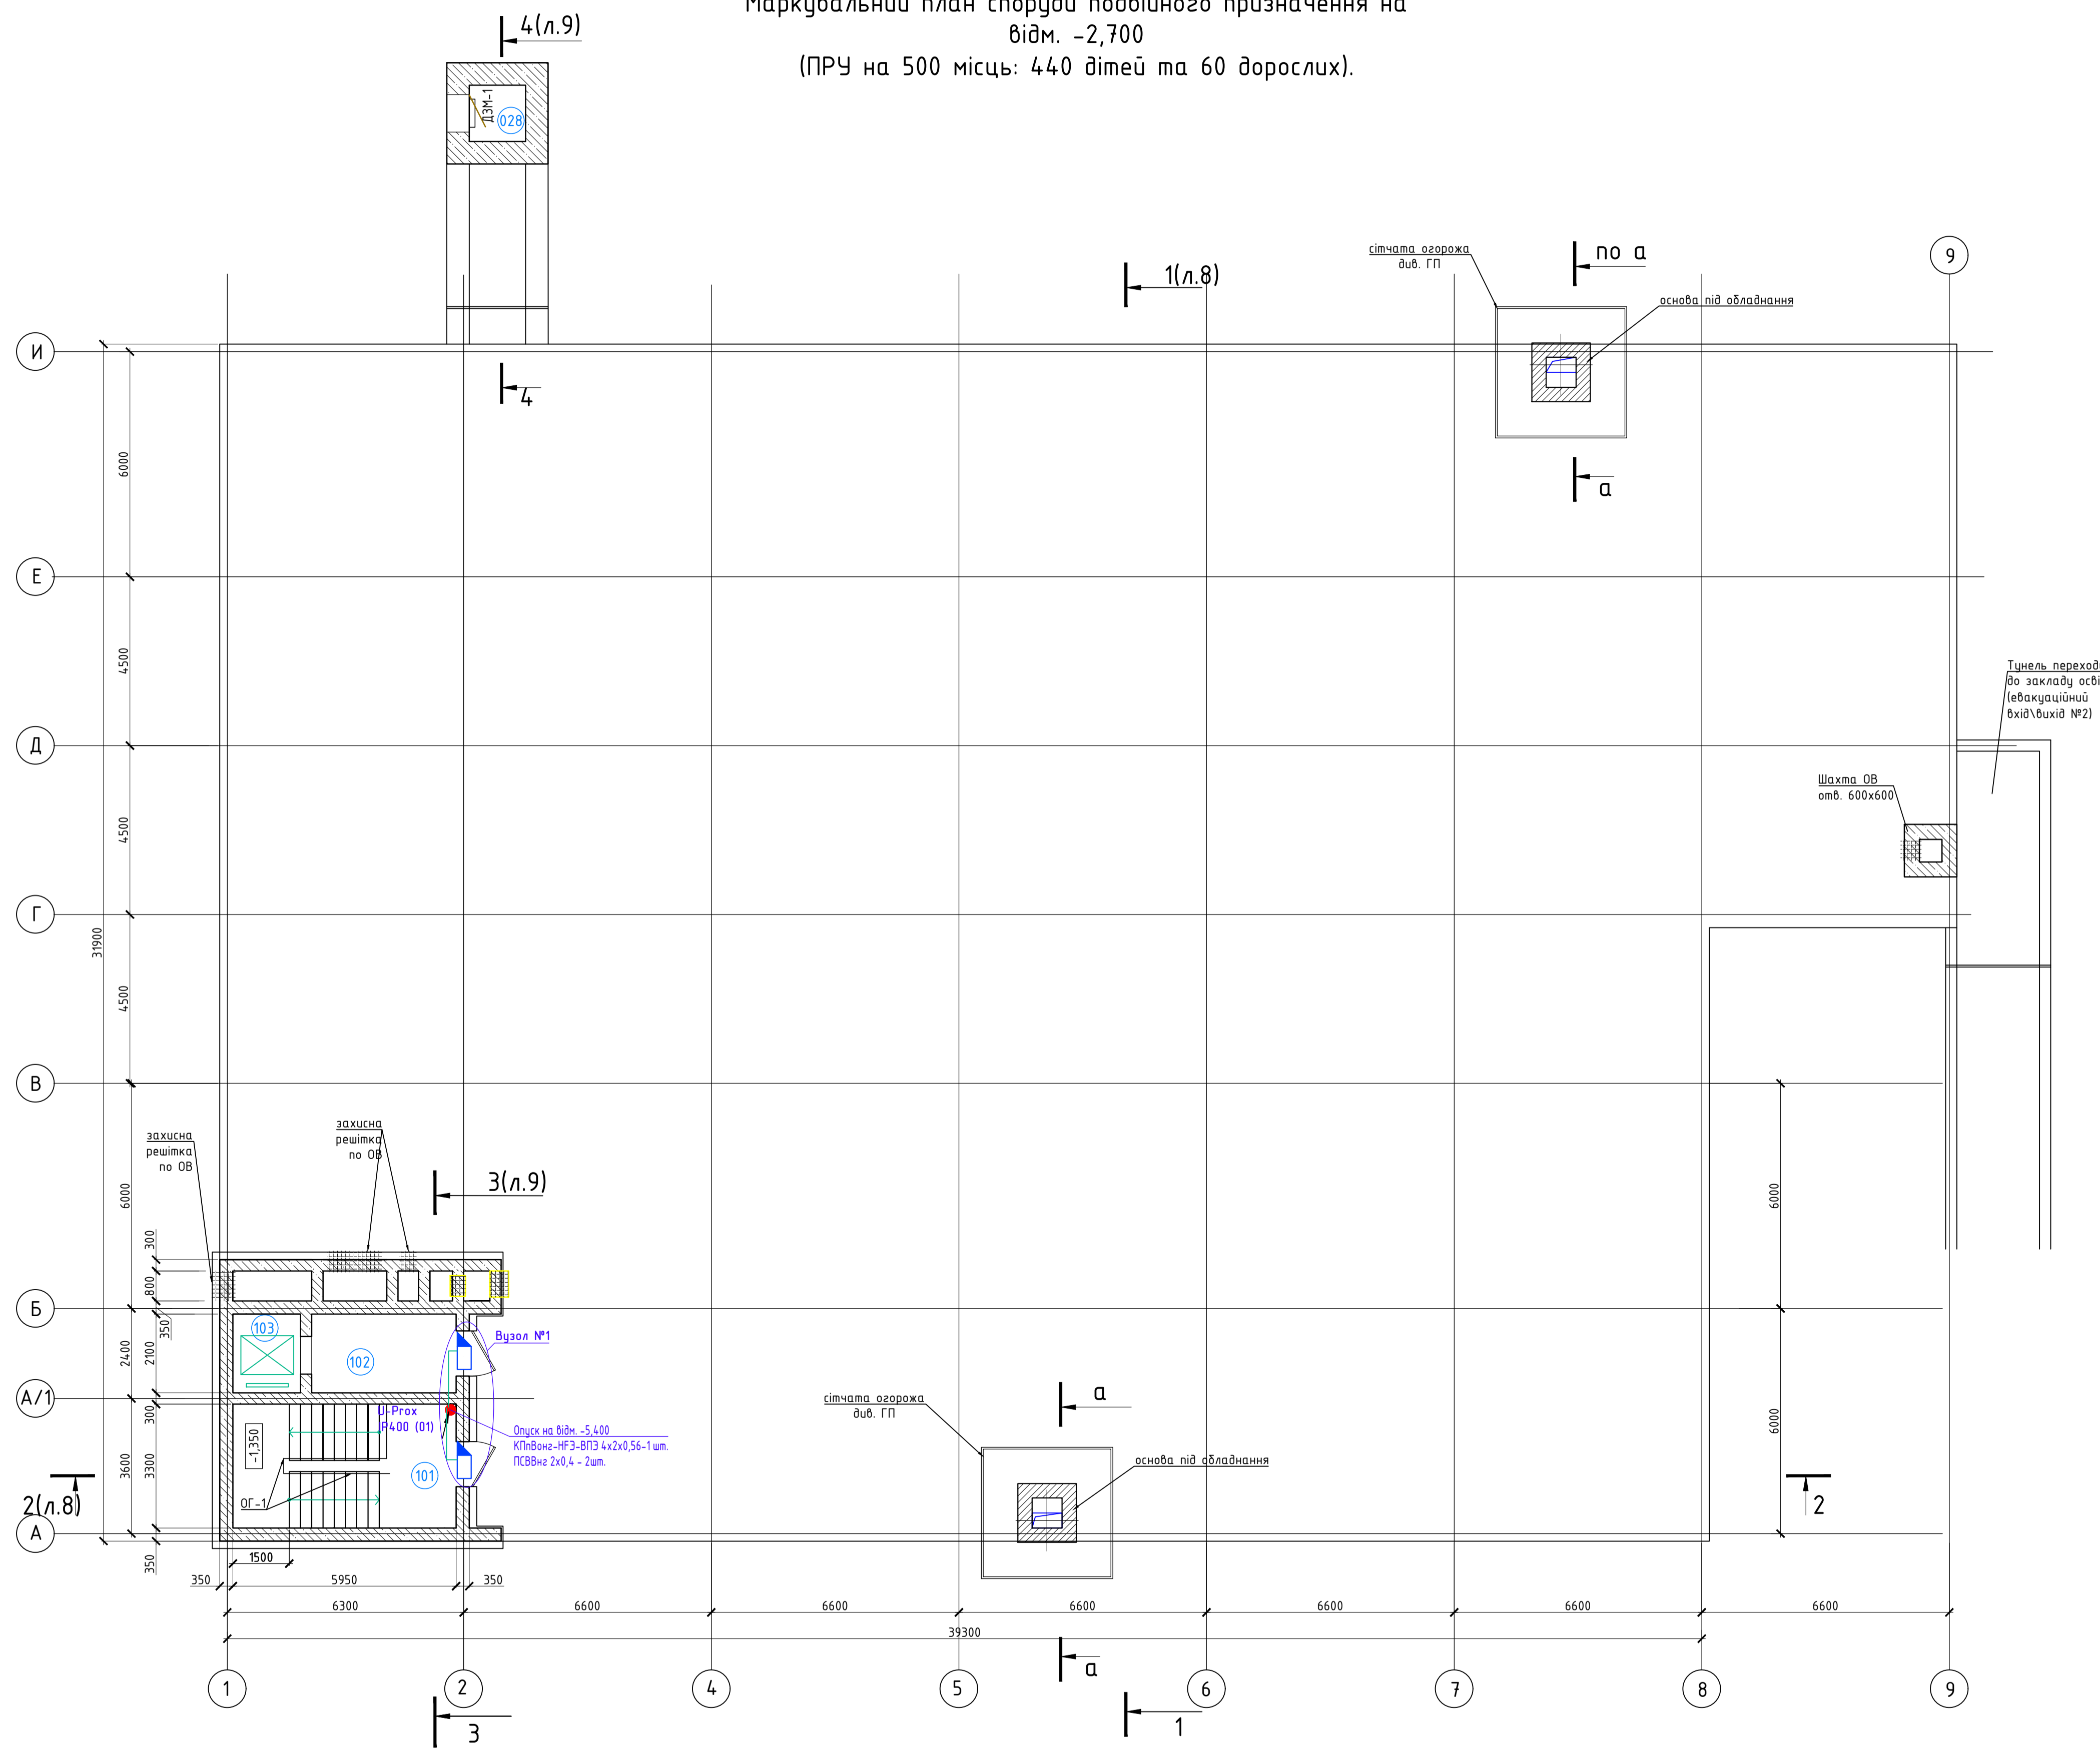 Маркувальний план споруди подвійного призначення на
відм. -2,700
(ПРУ на 500 місць: 440 дітей та 60 дорослих).
4(л.9)
ДЗМ-1
028
1(л.8)
сітчата огорожа
див. ГП
по а
9
основа під обладнання
И
4
а
6000
Е
4500
Тунель
до закладу
(евакуаційний
вхід\вихід №2)
Д
Шахта ОВ
отв. 600х600
4500
Г
31900
4500
В
захисна
решітка
по ОВ
захисна
решітка
по ОВ
3(л.9)
6000
6000
300
800
Б
103
350
Вузол №1
102
2400
2100
А/1
300
U-Prox
IP400 (01)
Опуск на відм. -5,400
КПпВонг-HFЭ-ВПЭ 4х2х0,56-1 шт.
ПСВВнг 2х0,4 - 2шт.
сітчата огорожа
див. ГП
а
6000
-1,350
3600
3300
101
основа під обладнання
ОГ-1
2(л.8)
2
А
350
1500
350
5950
350
6300
6600
6600
6600
6600
6600
6600
39300
а
1
2
4
5
6
7
8
9
3
1